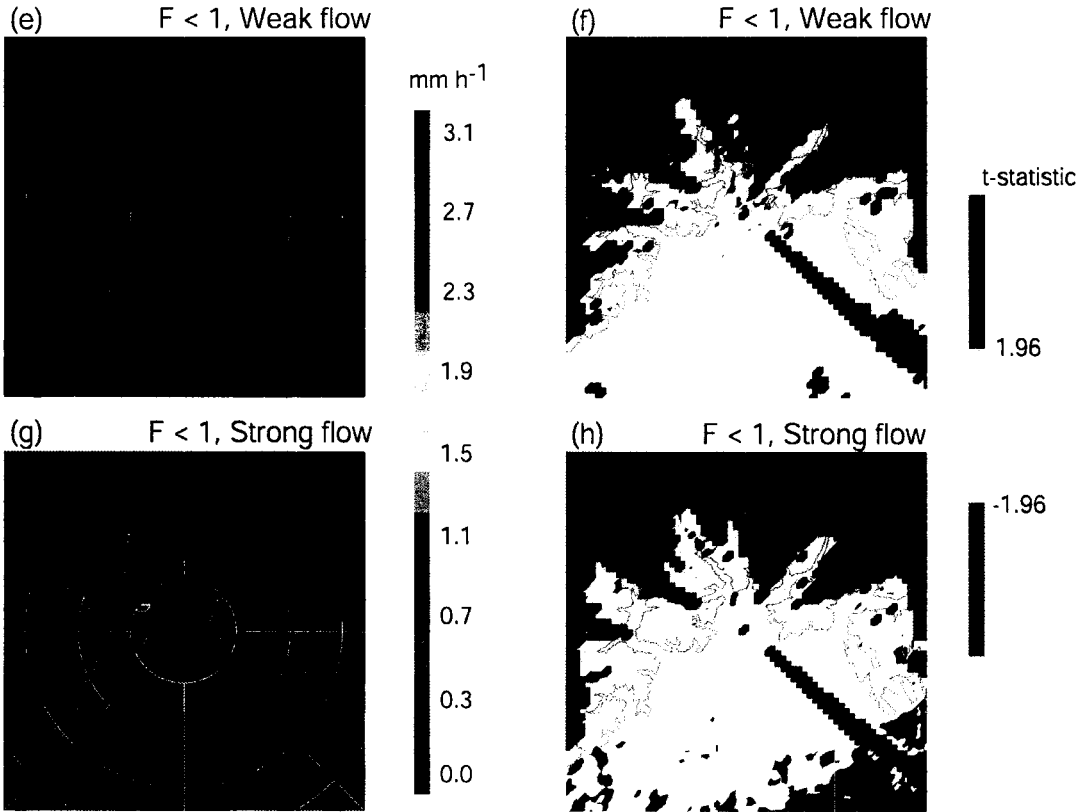 (e) F < 1, Weak flow
(f) F < 1, Weak flow
mm h-1
3.1
2.7
2.3
1.9
1.5
1.1
0.7
0.3
0.0
t-statistic
1.96
(g) F < 1, Strong flow
(h) F < 1, Strong flow
-1.96